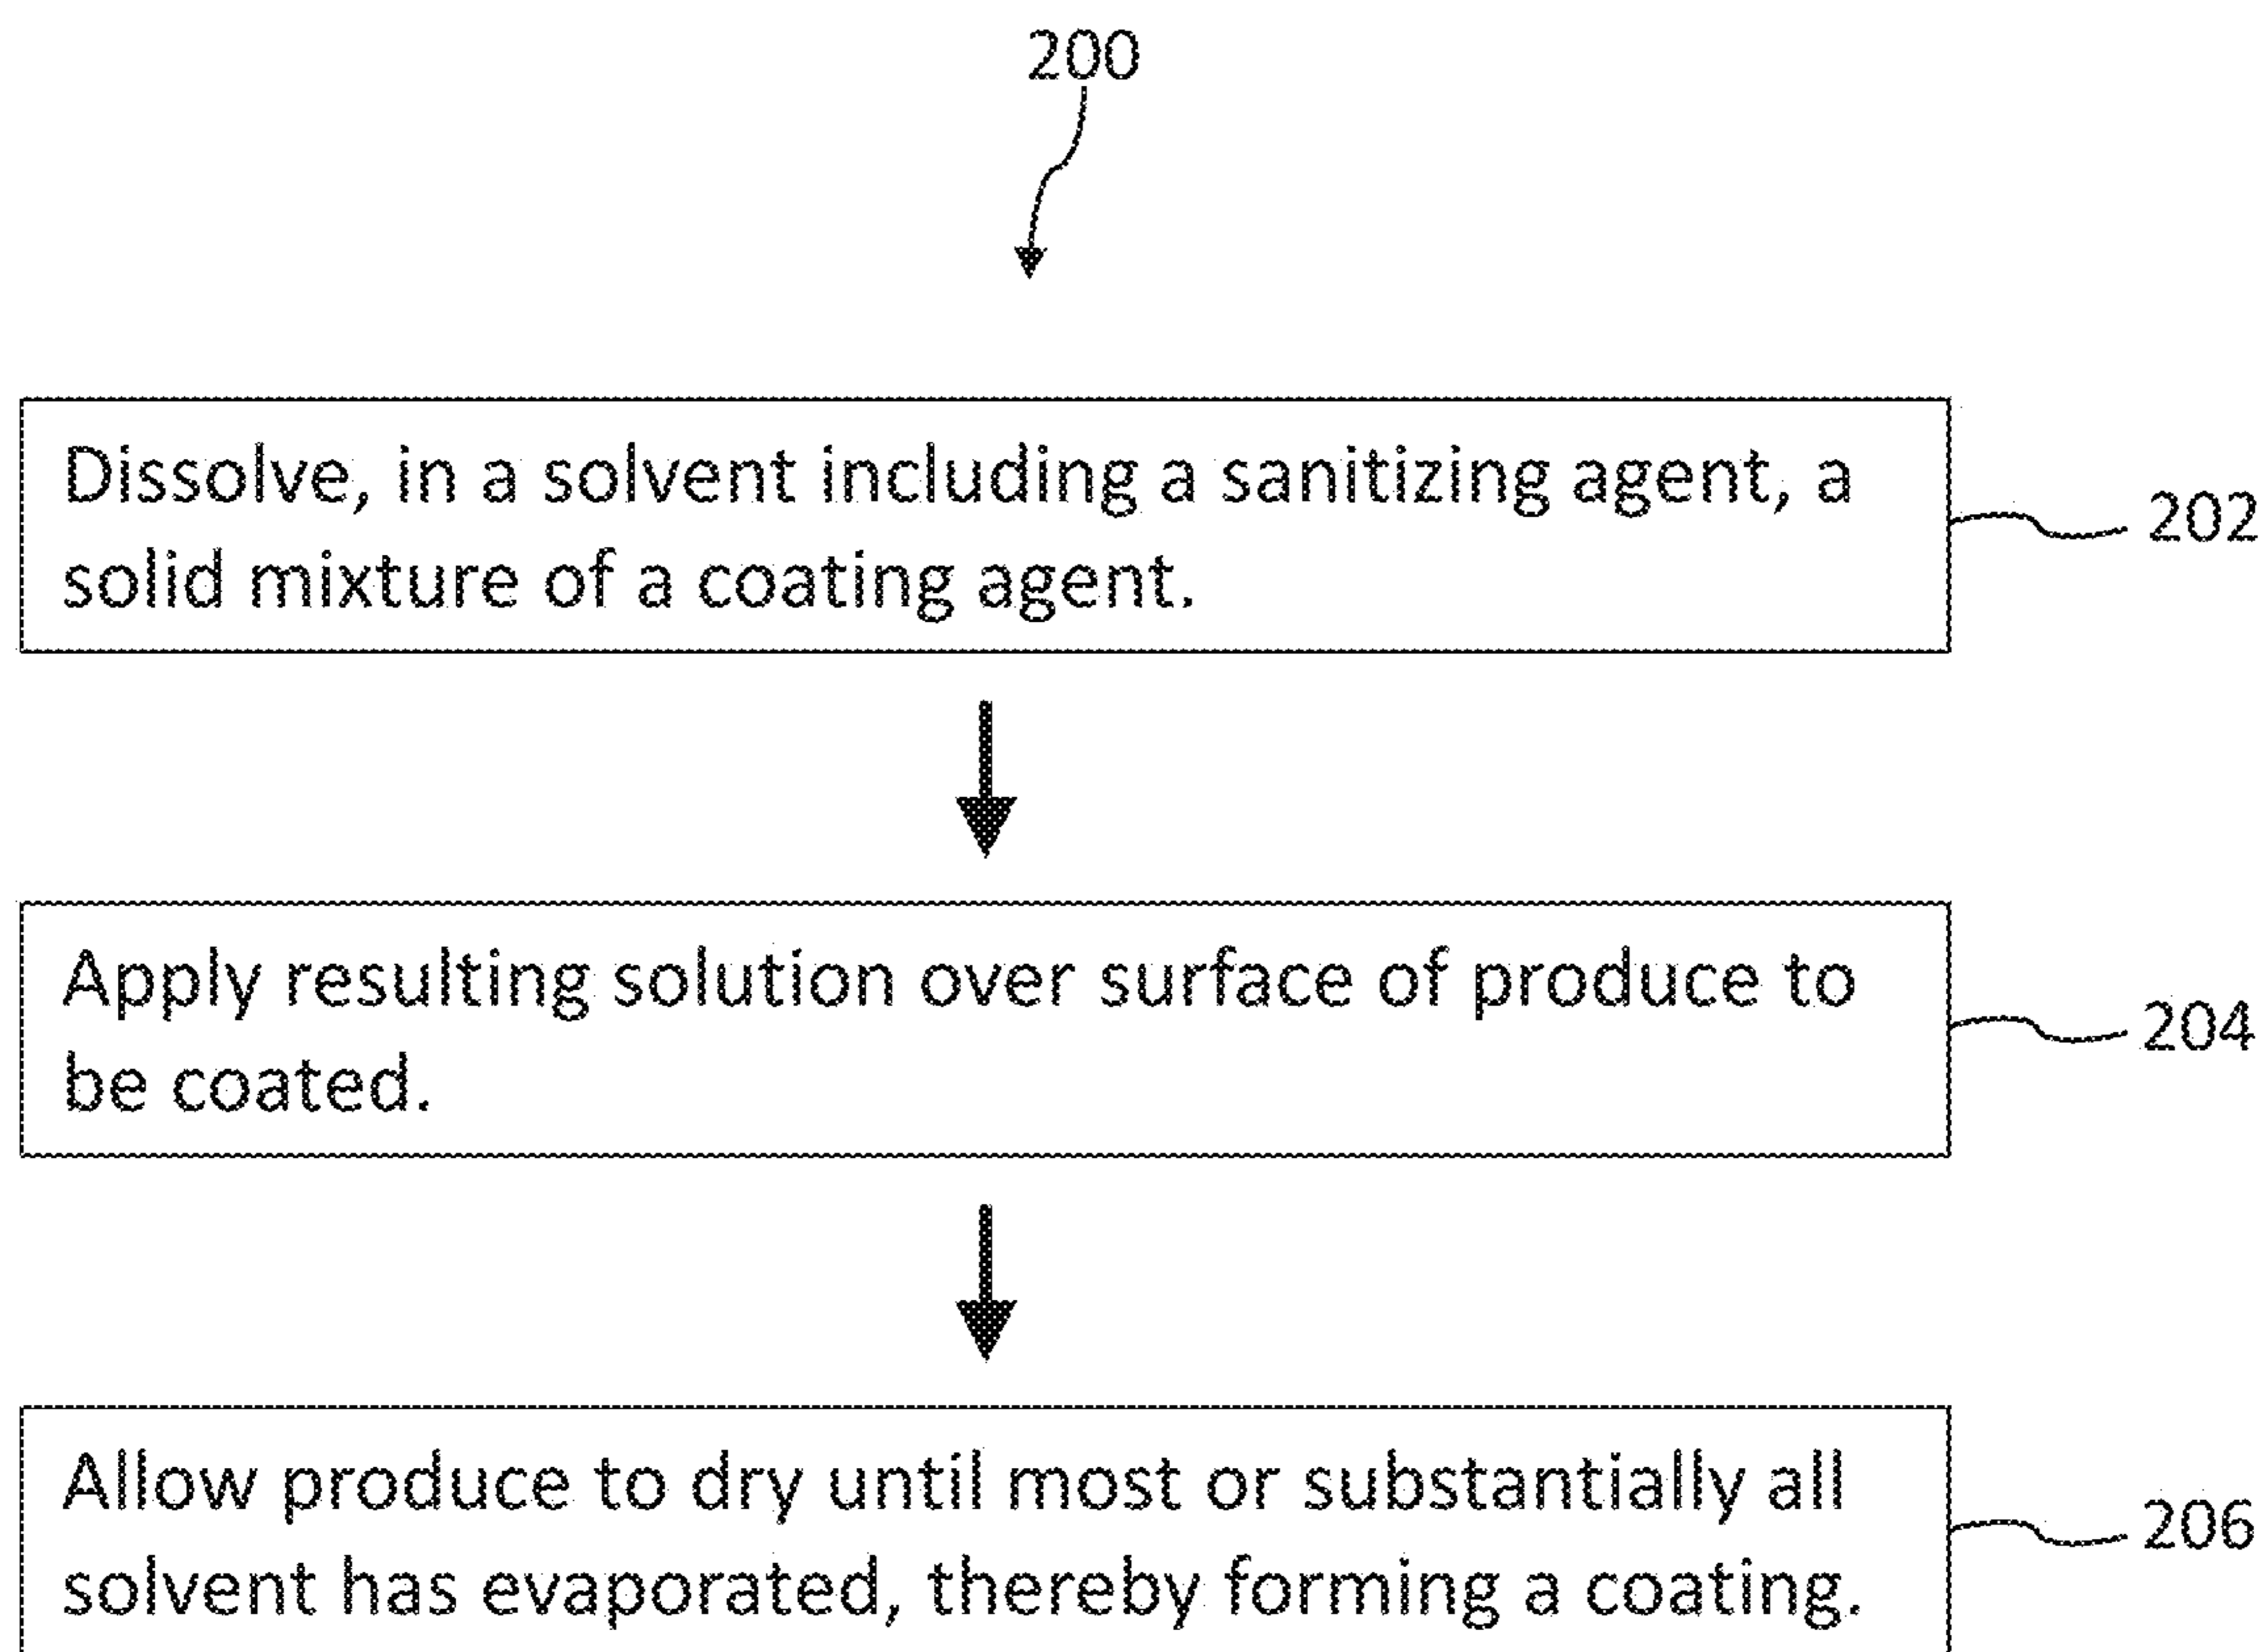 200
Dissolve, in a solvent including a sanitizing agent, a
solid mixture of a coating agent.
202
Apply resulting solution over surface of produce to
be coated.
204
Allow produce to dry until most or substantially all
solvent has evaporated, thereby forming a coating.
206